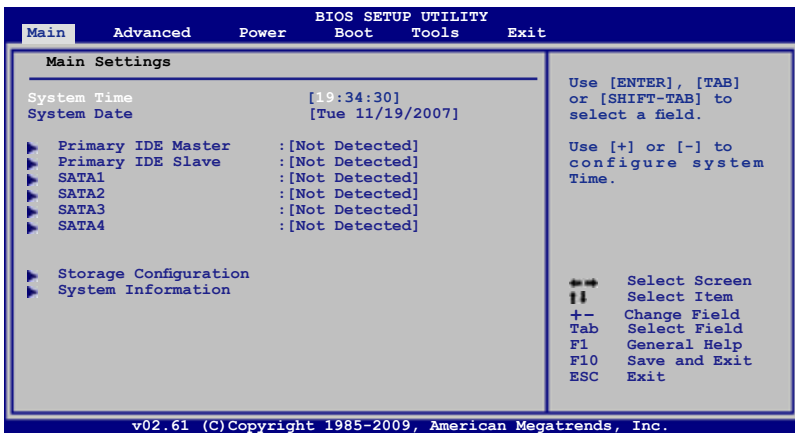 BIOS SETUP UTILITY
Main Advanced Power Boot Tools Exit
Main Settings
System Time [19:34:30]
System Date [Tue 11/19/2007]
Primary IDE Master :[Not Detected]
Primary IDE Slave :[Not Detected]
SATA1 :[Not Detected]
SATA2 :[Not Detected]
SATA3 :[Not Detected]
SATA4 :[Not Detected]
Storage Configuration
System Information
Use [ENTER], [TAB]
or [SHIFT-TAB] to
select a field.
Use [+] or [-] to
configure system
Time.
←→ Select Screen
↑↓ Select Item
+- Change Field
Tab Select Field
F1 General Help
F10 Save and Exit
ESC Exit
v02.61 (C)Copyright 1985-2009, American Megatrends, Inc.